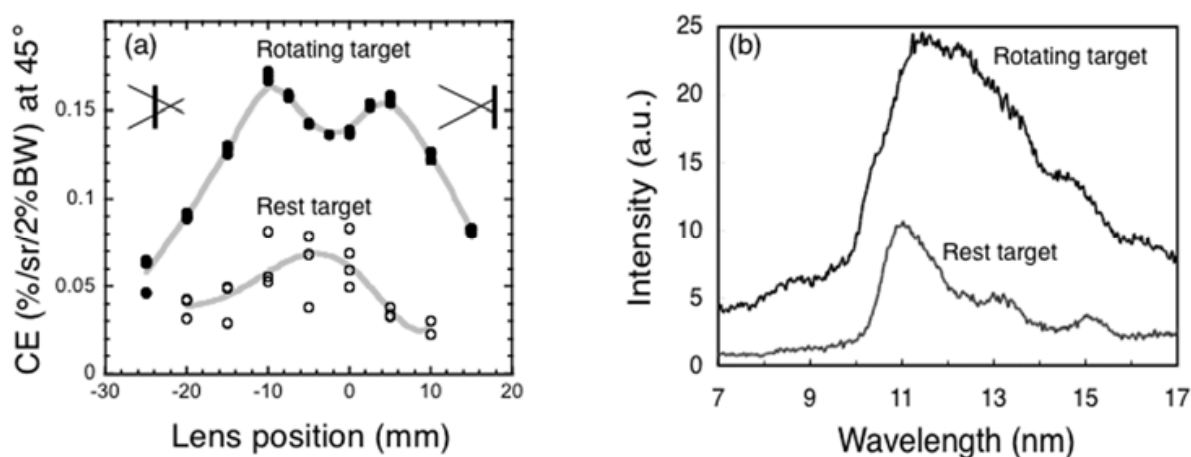 (a)
Rotating target
Rest target
CE (%/sr/2%BW) at 45°
0.15
0.1
0.05
0
-30
-20
-10
0
10
20
Lens position (mm)
(b)
Rotating target
Rest target
Intensity (a.u.)
25
20
15
10
5
0
7
9
11
13
15
17
Wavelength (nm)